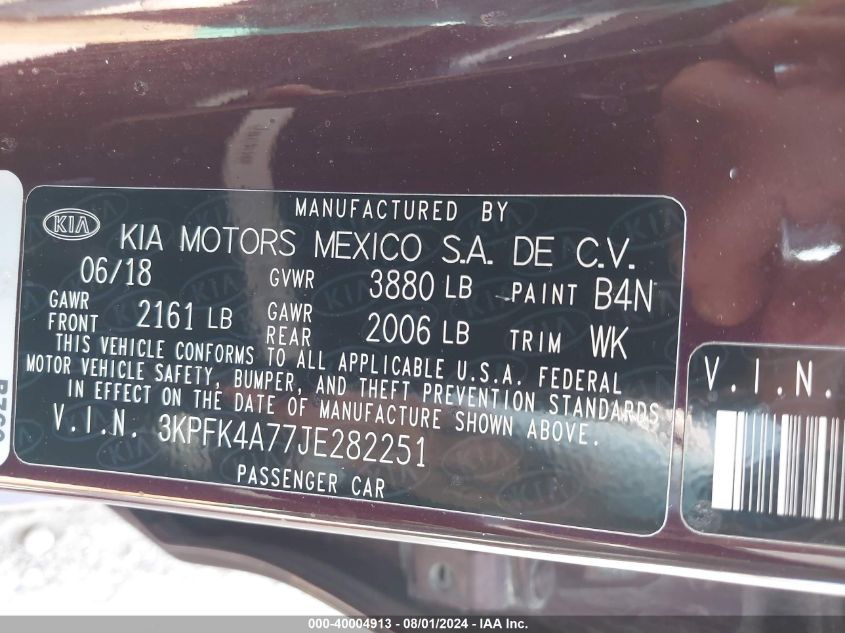 MANUFACTURED BY
KIA KIA MOTORS MEXICO S.A. DE C.V.
06/18 GVWR 3880 LB PAINT B4N
GAWR FRONT 2161 LB GAWR REAR 2006 LB TRIM WK
THIS VEHICLE CONFORMS TO ALL APPLICABLE U.S.A. FEDERAL
MOTOR VEHICLE SAFETY, BUMPER, AND THEFT PREVENTION STANDARDS
IN EFFECT ON THE DATE OF MANUFACTURE SHOWN ABOVE.
V.I.N. 3KPFK4A77JE282251
PASSENGER CAR
V.I.N.
000-40004913 - 08/01/2024 - IAA Inc.